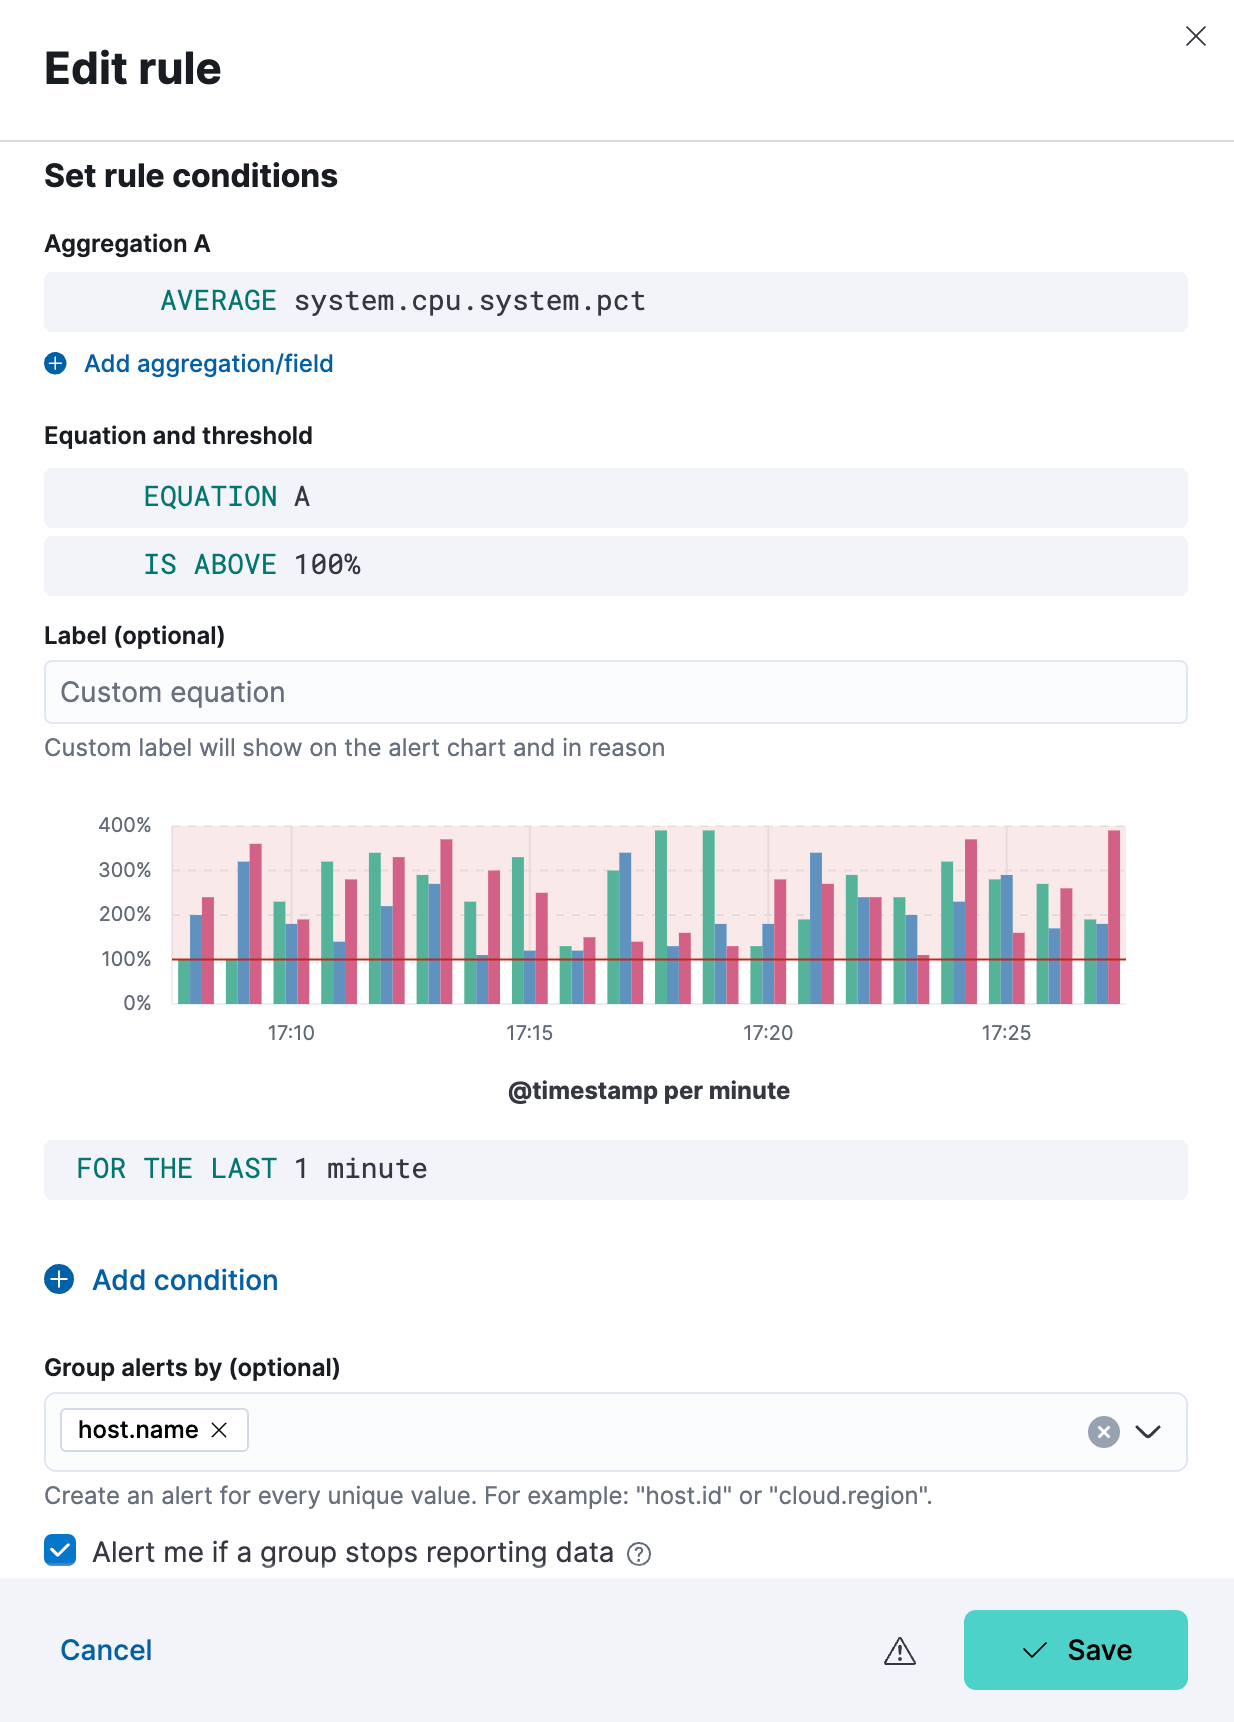 Edit rule
Set rule conditions
Aggregation A
AVERAGE system.cpu.system.pct
Add aggregation/field
Equation and threshold
EQUATION A
IS ABOVE 100%
Label (optional)
Custom equation
Custom label will show on the alert chart and in reason
400%
300%
200%
100%
0%
17:10 17:15 17:20 17:25
@timestamp per minute
FOR THE LAST 1 minute
Add condition
Group alerts by (optional)
host.name
Create an alert for every unique value. For example: "host.id" or "cloud.region".
Alert me if a group stops reporting data
Cancel Save